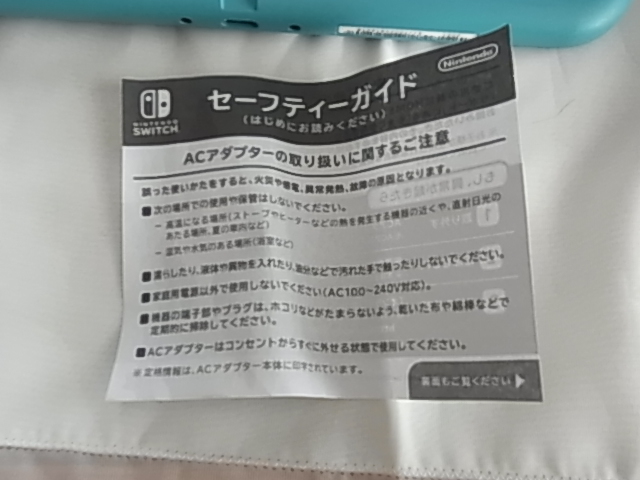 NINTENDO
SWITCH
Nintendo
セーフティーガイド
(はじめにお読みください)
ACアダプターの取り扱いに関するご注意
誤った使いかたをすると、火災や感電、異常発熱、故障の原因となります。
■次の場所での使用や保管はしないでください。
－高温になる場所(ストーブやヒーターなどの熱を発生する機器の近くや、直射日光の
あたる場所、夏の車内など)
－湿気や水気のある場所(浴室など)
■濡らしたり、液体や異物を入れたり、油分などで汚れた手で触ったりしないでください。
■家庭用電源以外で使用しないでください(AC100~240V対応)。
■機器の端子部やプラグは、ホコリなどがたまらないよう、乾いた布や綿棒などで
定期的に掃除してください。
■ACアダプターはコンセントからすぐに外せる状態で使用してください。
※定格情報は、ACアダプター本体に印字されています。
裏面もご覧ください▶